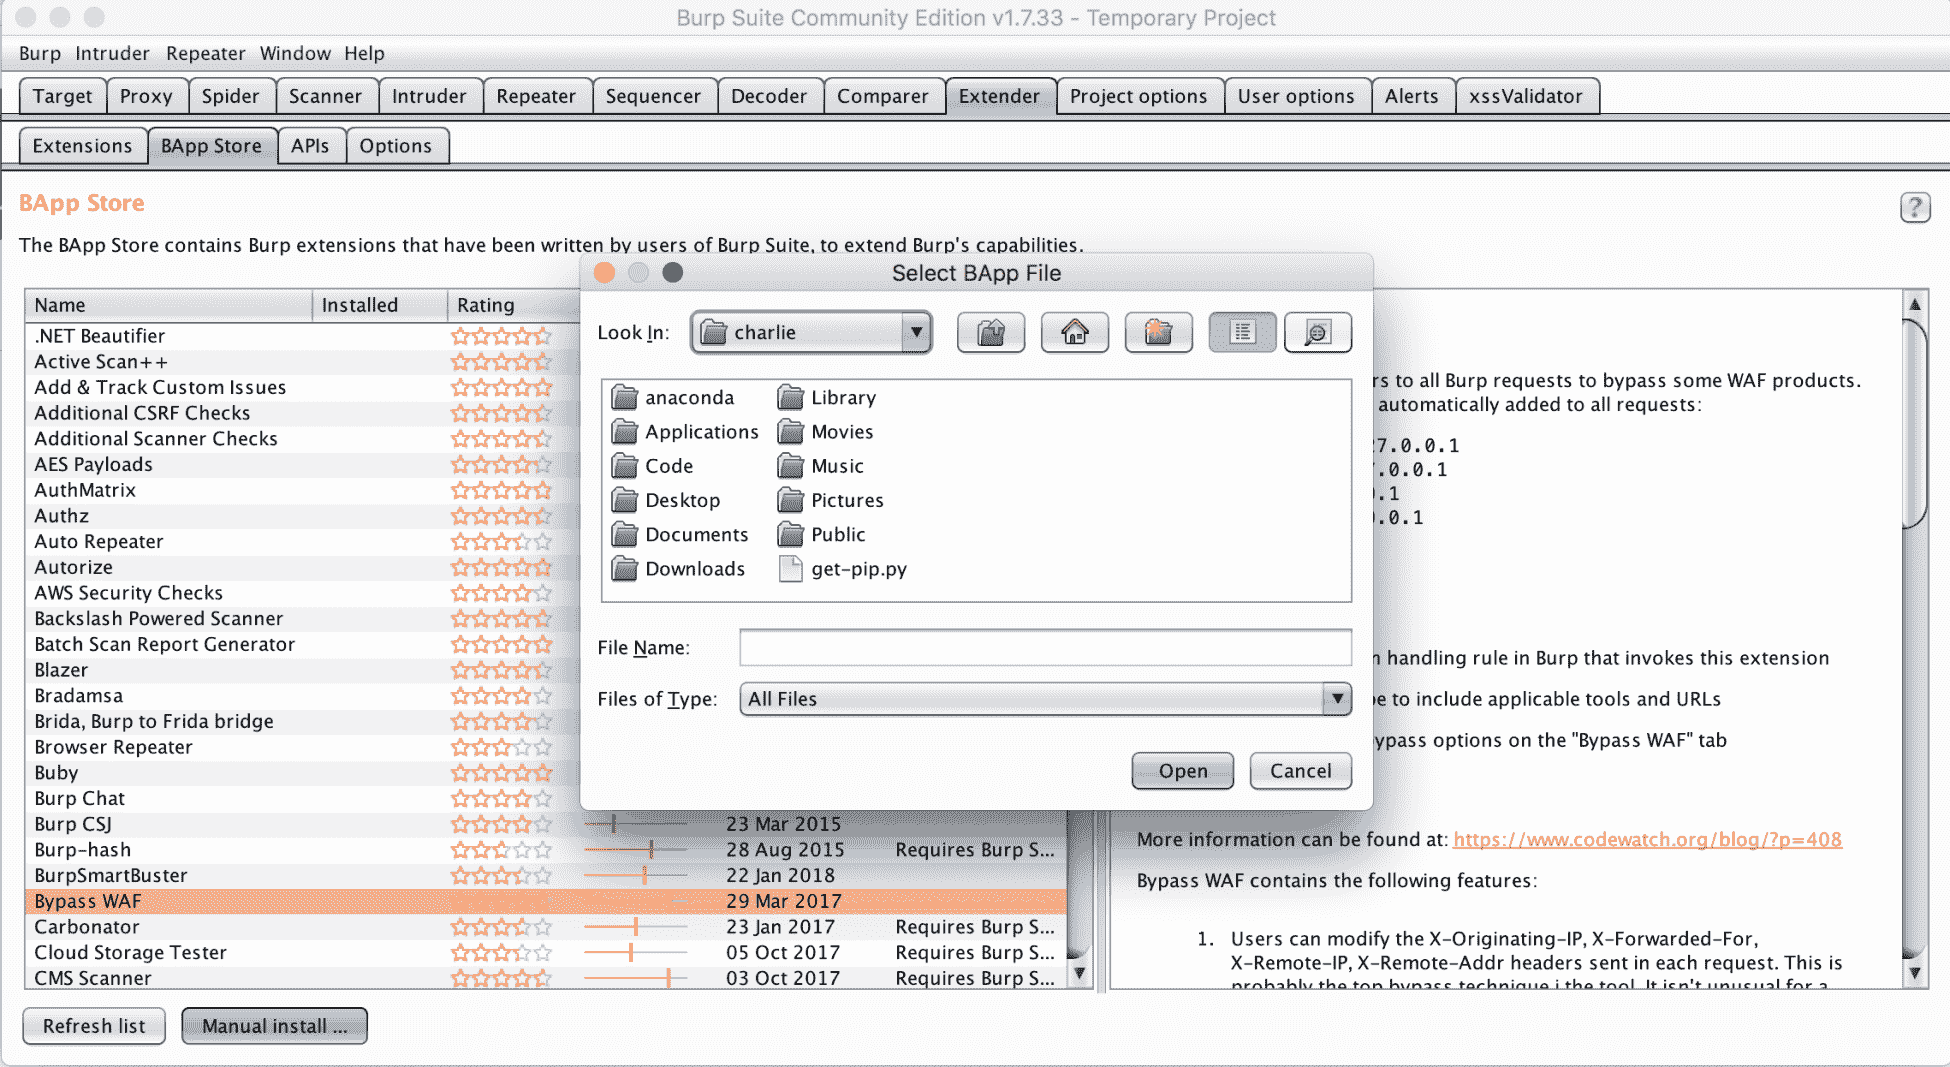 Burp Suite Community Edition v1.7.33 - Temporary Project
Burp Intruder Repeater Window Help
Target Proxy Spider Scanner Intruder Repeater Sequencer Decoder Comparer Extender Project options User options Alerts xssValidator
Extensions BApp Store APIs Options
BApp Store
?
The BApp Store contains Burp extensions that have been written by users of Burp Suite, to extend Burp's capabilities.
Name Installed Rating
.NET Beautifier
Active Scan++
Add & Track Custom Issues
Additional CSRF Checks
Additional Scanner Checks
AES Payloads
AuthMatrix
Authz
Auto Repeater
Autorize
AWS Security Checks
Backslash Powered Scanner
Batch Scan Report Generator
Blazer
Bradamsa
Brida, Burp to Frida bridge
Browser Repeater
Buby
Burp Chat
Burp CSJ 23 Mar 2015
Burp-hash 28 Aug 2015 Requires Burp S...
BurpSmartBuster 22 Jan 2018
Bypass WAF 29 Mar 2017
Carbonator 23 Jan 2017 Requires Burp S...
Cloud Storage Tester 05 Oct 2017 Requires Burp S...
CMS Scanner 03 Oct 2017 Requires Burp S...
Refresh list Manual install ...
Select BApp File
Look In: charlie
anaconda Library
Applications Movies
Code Music
Desktop Pictures
Documents Public
Downloads get-pip.py
File Name:
Files of Type: All Files
Open Cancel
to all Burp requests to bypass some WAF products.
automatically added to all requests:
27.0.0.1
.0.0.1
.1
.0.1
handling rule in Burp that invokes this extension
to include applicable tools and URLs
ypass options on the "Bypass WAF" tab
More information can be found at: https://www.codewatch.org/blog/?p=408
Bypass WAF contains the following features:
1. Users can modify the X-Originating-IP, X-Forwarded-For,
X-Remote-IP, X-Remote-Addr headers sent in each request. This is
probably the top bypass technique i the tool. It isn't unusual for a